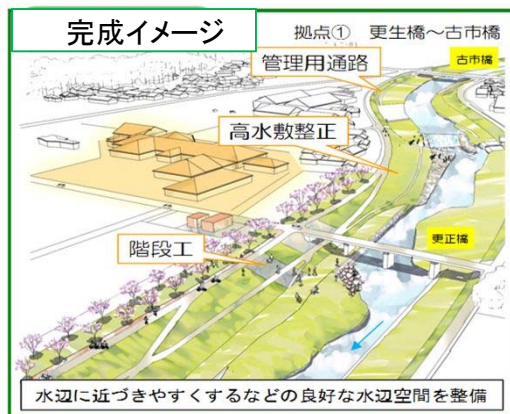 完成イメージ
拠点① 更生橋～古市橋
古市橋
管理用通路
高水敷整正
更正橋
階段工
水辺に近づきやすくするなどの良好な水辺空間を整備